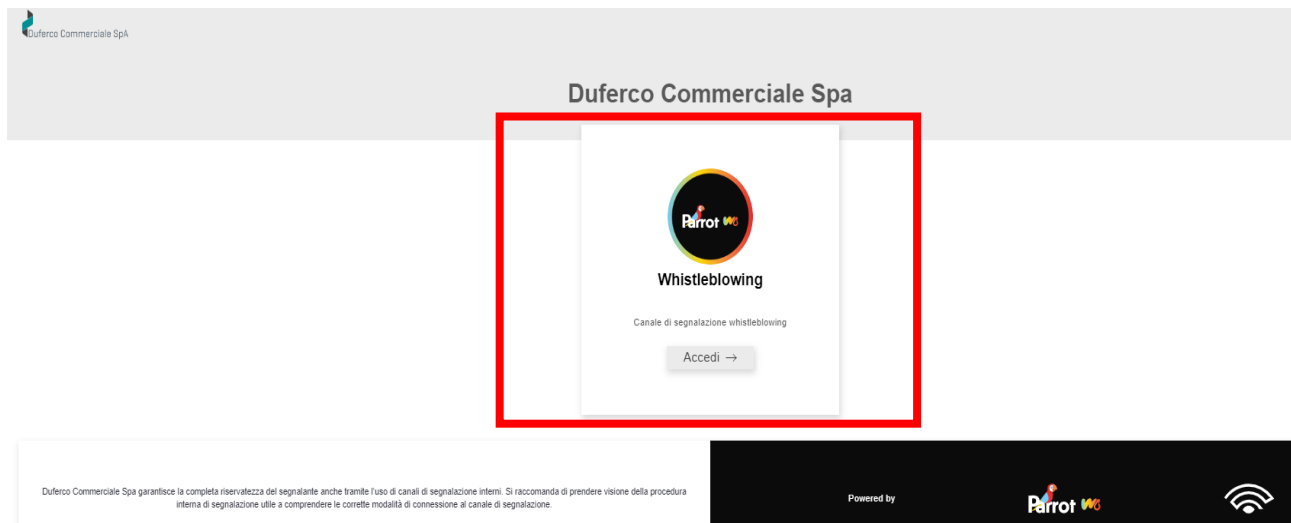 Duferco Commerciale SpA
Duferco Commerciale Spa
Parrot WB
Whistleblowing
Canale di segnalazione whistleblowing
Accedi →
Duferco Commerciale Spa garantisce la completa riservatezza del segnalante anche tramite l'uso di canali di segnalazione interni. Si raccomanda di prendere visione della procedura
interna di segnalazione utile a comprendere le corrette modalità di connessione al canale di segnalazione.
Powered by
Parrot WB